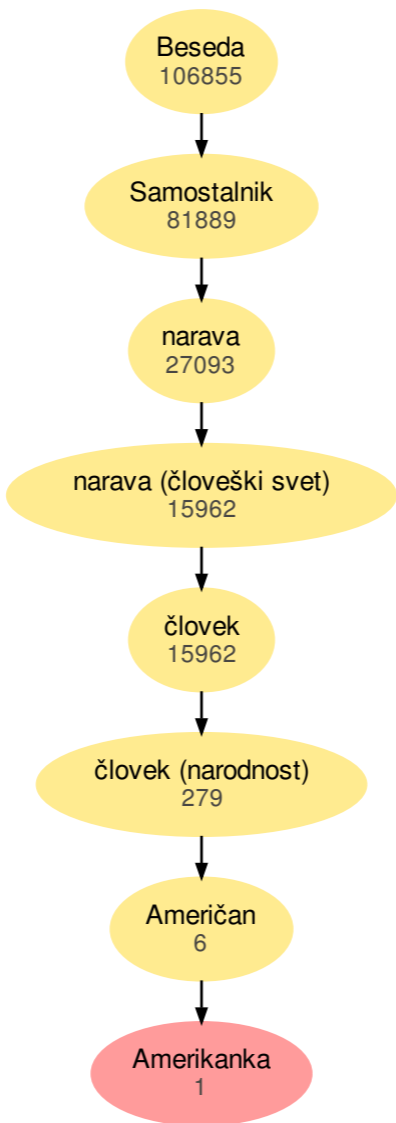 Beseda
106855
Samostalnik
81889
narava
27093
narava (človeški svet)
15962
človek
15962
človek (narodnost)
279
Američan
6
Amerikanka
1